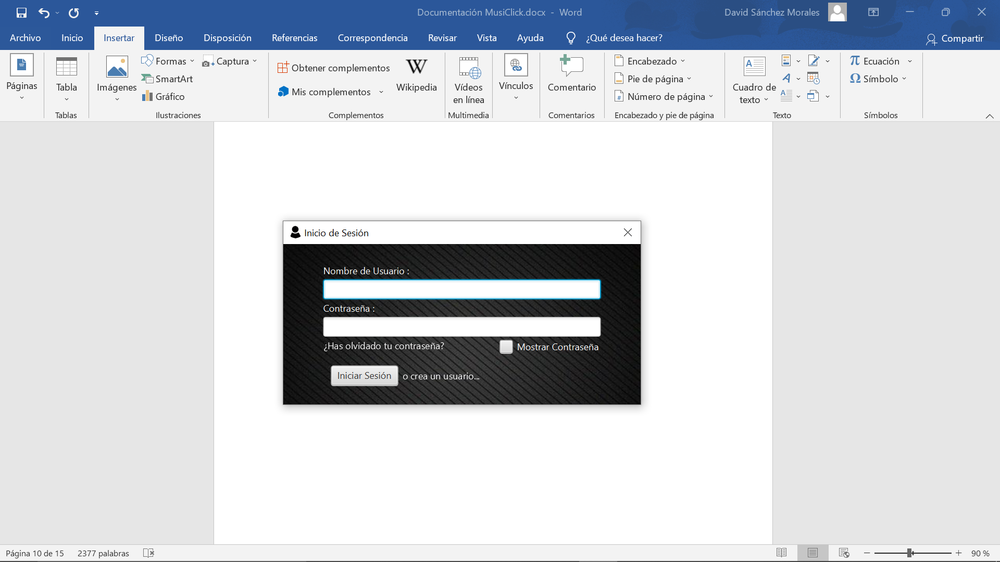 Documentación MusiClick.docx - Word
David Sánchez Morales
Archivo Inicio Insertar Diseño Disposición Referencias Correspondencia Revisar Vista Ayuda ¿Qué desea hacer? Compartir
Páginas
Tabla
Tablas
Imágenes
Formas
SmartArt
Gráfico
Captura
Ilustraciones
Obtener complementos
Mis complementos
W
Wikipedia
Complementos
Vídeos
en línea
Multimedia
Vínculos
Comentario
Comentarios
Encabezado
Pie de página
# Número de página
Encabezado y pie de página
A
Cuadro de
texto
A
A
Texto
π Ecuación
Ω Símbolo
Símbolos
Inicio de Sesión
Nombre de Usuario :
Contraseña :
¿Has olvidado tu contraseña?
Mostrar Contraseña
Iniciar Sesión o crea un usuario...
Página 10 de 15 2377 palabras
90 %